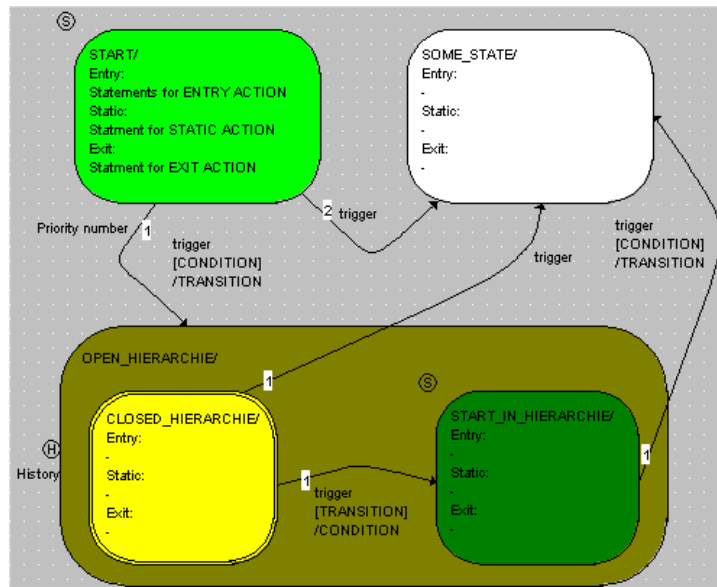 S
START/
Entry:
Statements for ENTRY ACTION
Static:
Statment for STATIC ACTION
Exit:
Statment for EXIT ACTION
SOME_STATE/
Entry:
-
Static:
-
Exit:
-
Priority number
1
trigger
[CONDITION]
/TRANSITION
2
trigger
trigger
trigger
[CONDITION]
/TRANSITION
OPEN_HIERARCHIE/
1
S
CLOSED_HIERARCHIE/
Entry:
-
Static:
-
Exit:
-
H
History
1
trigger
[TRANSITION]
/CONDITION
START_IN_HIERARCHIE/
Entry:
-
Static:
-
Exit:
-
1